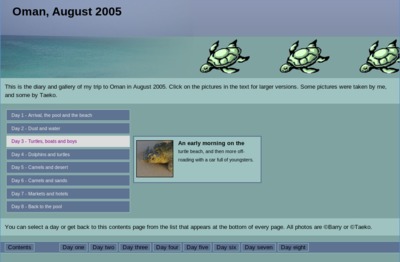 Oman, August 2005
This is the diary and gallery of my trip to Oman in August 2005. Click on the pictures in the text for larger versions. Some pictures were taken by me,
and some by Taeko.
Day 1 - Arrival, the pool and the beach
Day 2 - Dust and water
Day 3 - Turtles, boats and boys
Day 4 - Dolphins and turtles
Day 5 - Camels and desert
Day 6 - Camels and sands
Day 7 - Markets and hotels
Day 8 - Back to the pool
An early morning on the
turtle beach, and then more off-
roading with a car full of youngsters.
You can select a day or get back to this contents page from the list that appears at the bottom of every page. All photos are ©Barry or ©Taeko.
Contents Day one Day two Day three Day four Day five Day six Day seven Day eight